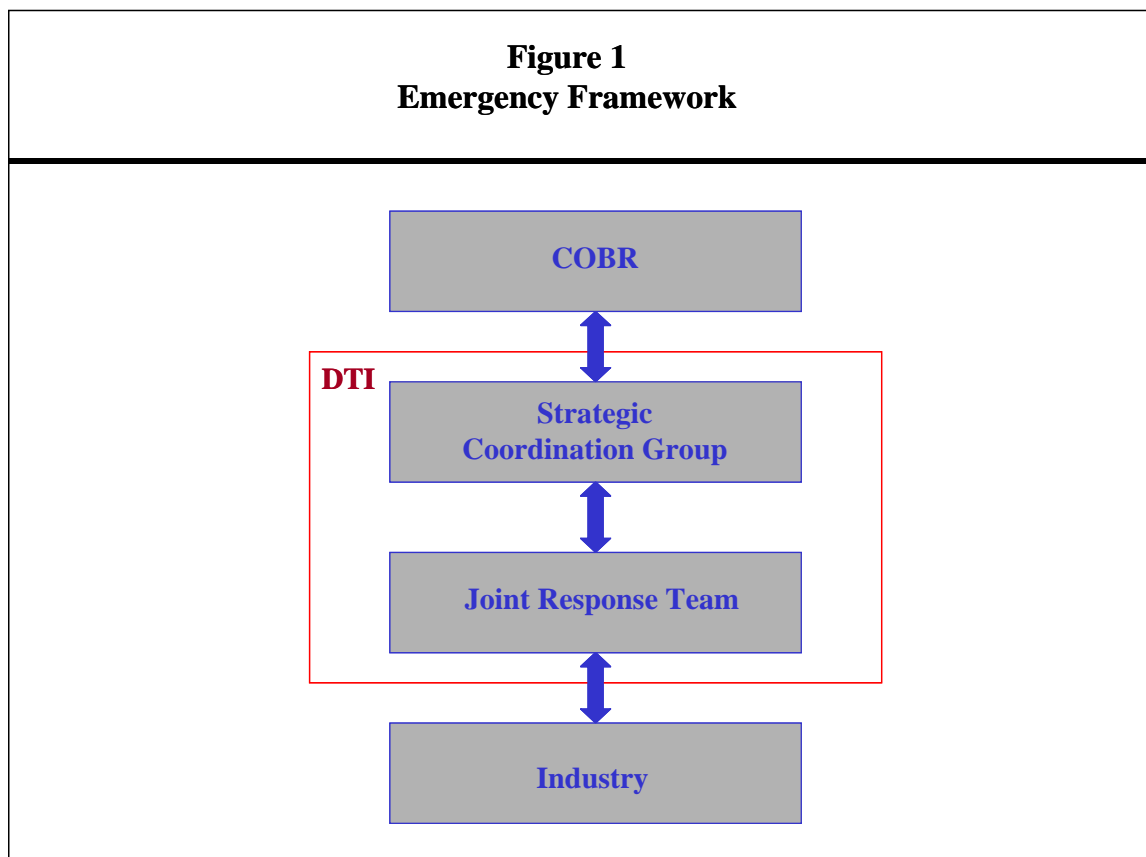 Figure 1
Emergency Framework
COBR
DTI
Strategic
Coordination Group
Joint Response Team
Industry